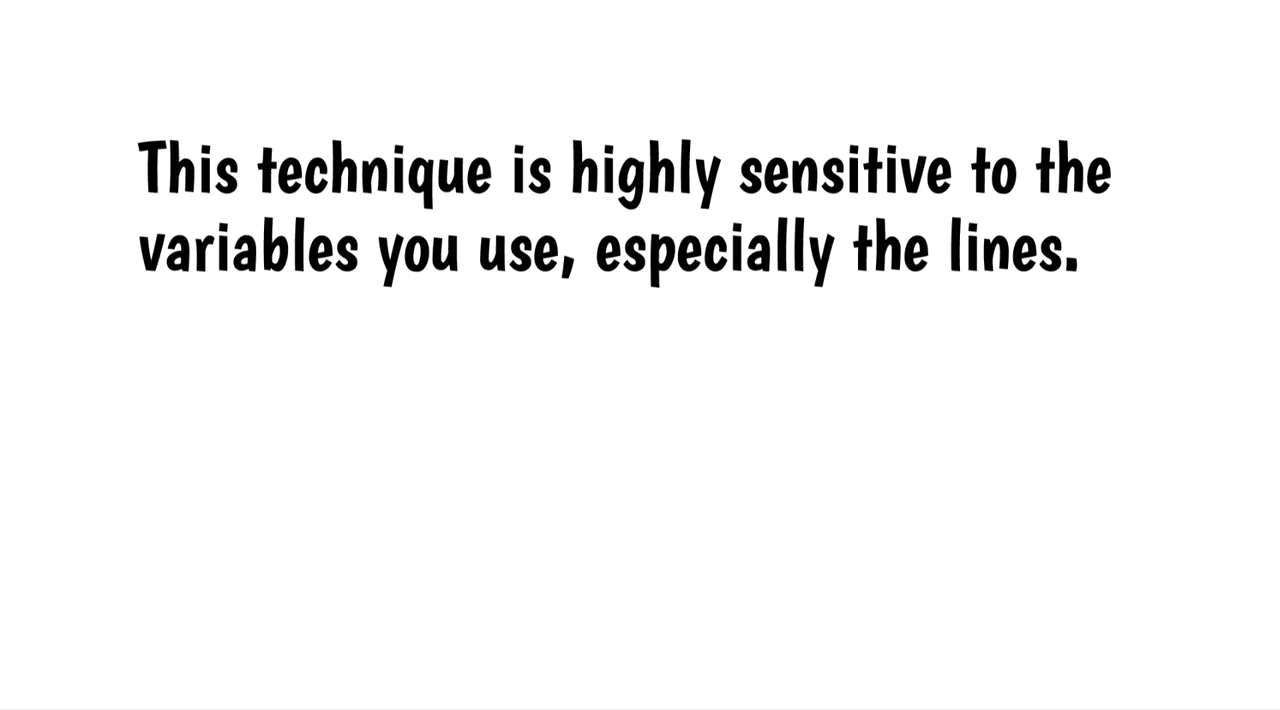 This technique is highly sensitive to the
variables you use, especially the lines.